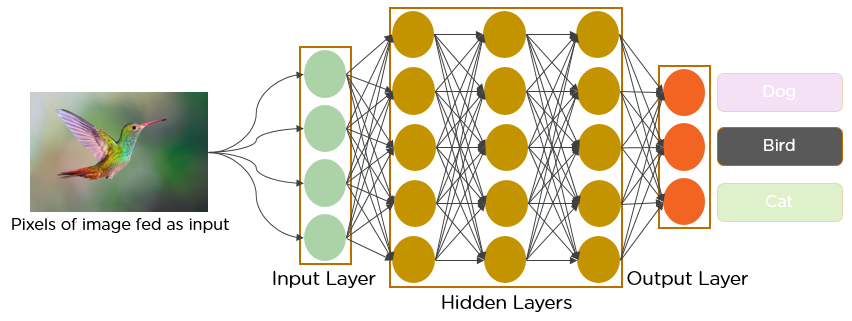 Dog
Bird
Cat
Pixels of image fed as input
Input Layer
Output Layer
Hidden Layers